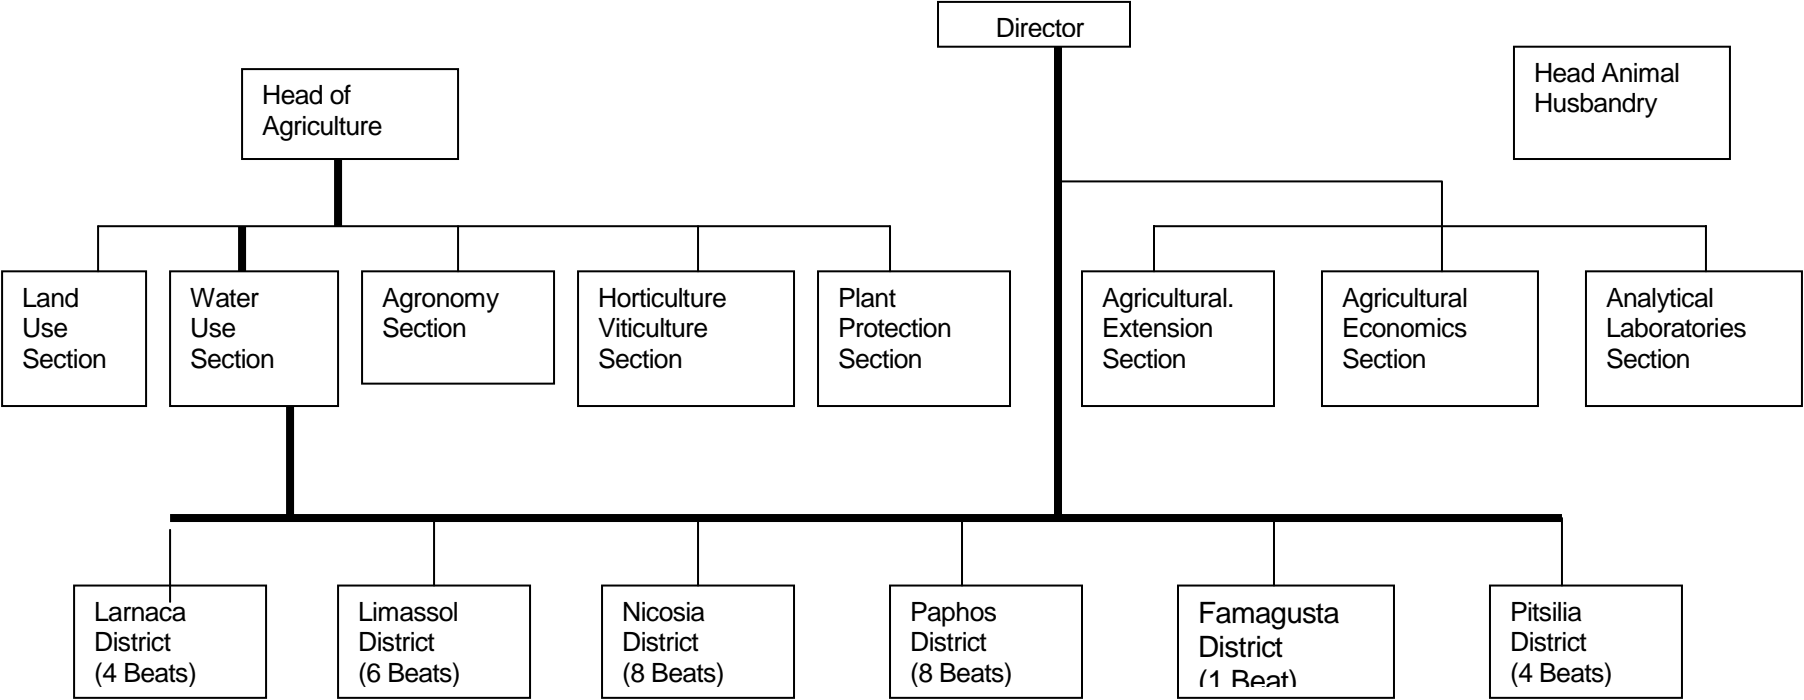 Director
Head of
Agriculture
Head Animal
Husbandry
Land
Use
Section
Water
Use
Section
Agronomy
Section
Horticulture
Viticulture
Section
Plant
Protection
Section
Agricultural.
Extension
Section
Agricultural
Economics
Section
Analytical
Laboratories
Section
Larnaca
District
(4 Beats)
Limassol
District
(6 Beats)
Nicosia
District
(8 Beats)
Paphos
District
(8 Beats)
Famagusta
District
(1 Beat)
Pitsilia
District
(4 Beats)